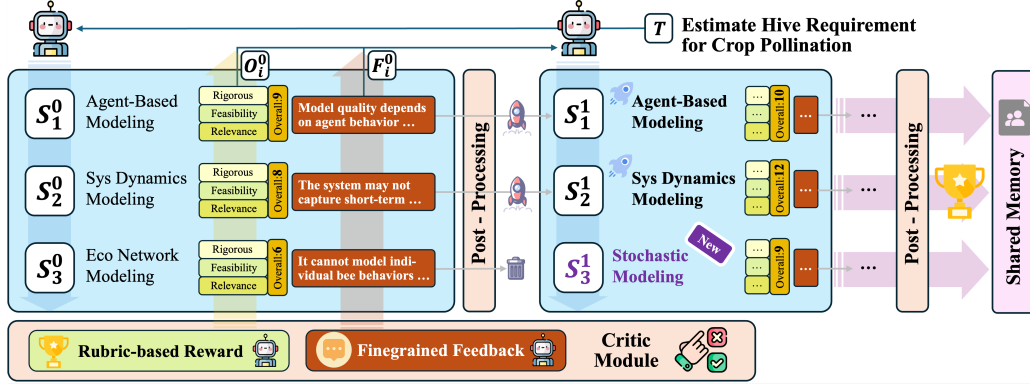 T
Estimate Hive Requirement
for Crop Pollination
O_i^0
F_i^0
S_1^0
Agent-Based
Modeling
Rigorous
Feasibility
Relevance
Overall:9
Model quality depends
on agent behavior ...
S_2^0
Sys Dynamics
Modeling
Rigorous
Feasibility
Relevance
Overall:8
The system may not
capture short-term ...
S_3^0
Eco Network
Modeling
Rigorous
Feasibility
Relevance
Overall:6
It cannot model indi-
vidual bee behaviors ...
Post - Processing
S_1^1
Agent-Based
Modeling
...
...
...
Overall:10
...
...
S_2^1
Sys Dynamics
Modeling
...
...
...
Overall:12
...
...
New
S_3^1
Stochastic
Modeling
...
...
...
Overall:9
...
...
Post - Processing
Shared Memory
Rubric-based Reward
Finegrained Feedback
Critic
Module